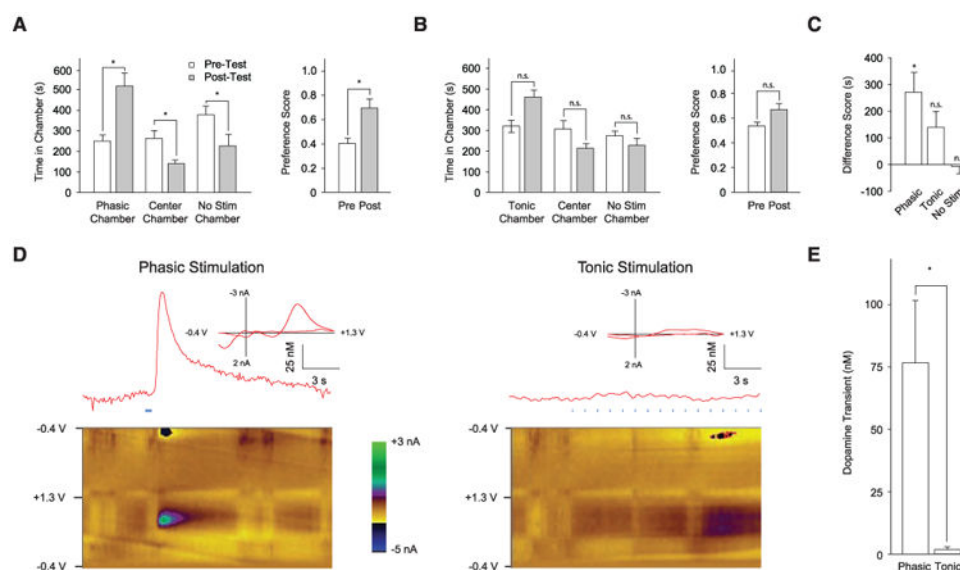 A
Time in Chamber (s)
600
500
400
300
200
100
0
*
*
*
Pre-Test
Post-Test
Phasic Chamber
Center Chamber
No Stim Chamber
Preference Score
1.0
0.8
0.6
0.4
0.2
0
*
Pre Post
B
Time in Chamber (s)
600
500
400
300
200
100
0
n.s.
n.s.
n.s.
Tonic Chamber
Center Chamber
No Stim Chamber
Preference Score
1.0
0.8
0.6
0.4
0.2
0
n.s.
Pre Post
C
Difference Score (s)
400
300
200
100
0
-100
*
n.s.
Phasic
Tonic
No Stim
D
Phasic Stimulation
-3 nA
-0.4 V
+1.3 V
2 nA
25 nM
3 s
-0.4 V
+1.3 V
-0.4 V
+3 nA
-5 nA
Tonic Stimulation
-3 nA
-0.4 V
+1.3 V
2 nA
25 nM
3 s
-0.4 V
+1.3 V
-0.4 V
E
Dopamine Transient (nM)
100
75
50
25
0
*
Phasic Tonic